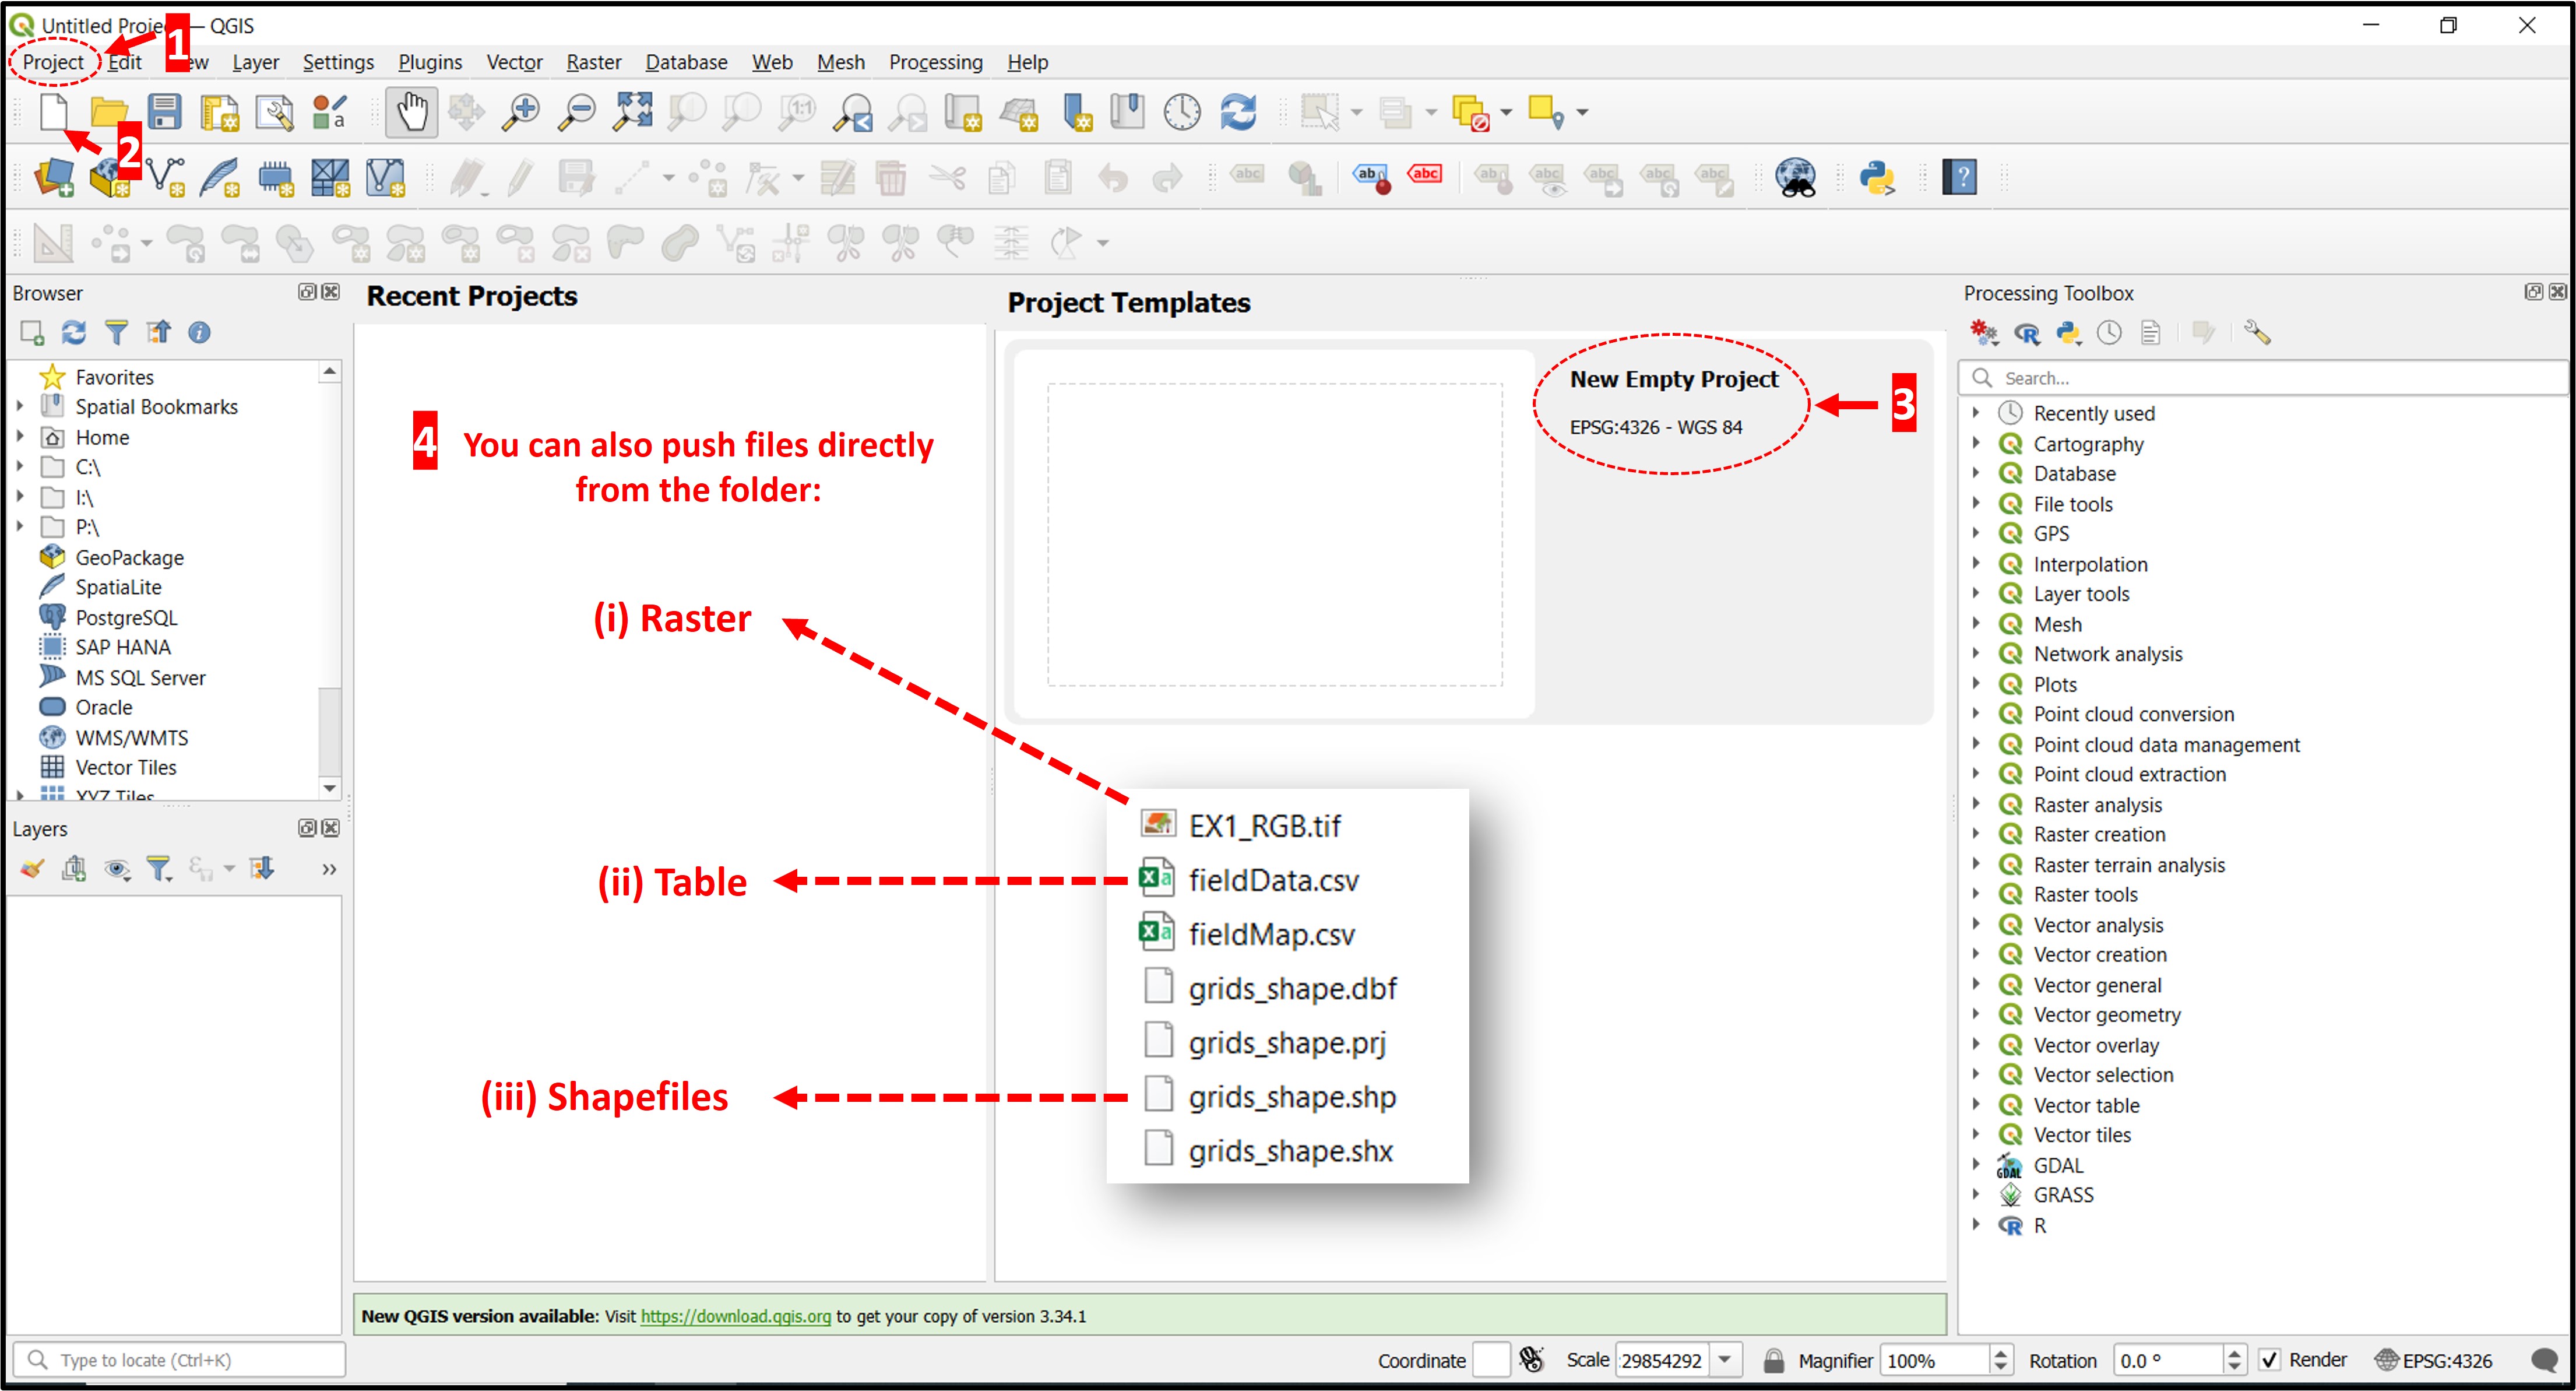 Untitled Proje — QGIS
1
Project Edit ew Layer Settings Plugins Vector Raster Database Web Mesh Processing Help
2
Browser
Favorites
Spatial Bookmarks
Home
C:\
I:\
P:\
GeoPackage
SpatiaLite
PostgreSQL
SAP HANA
MS SQL Server
Oracle
WMS/WMTS
Vector Tiles
XYZ Tiles
Layers
Type to locate (Ctrl+K)
Recent Projects
4 You can also push files directly
from the folder:
(i) Raster
(ii) Table
(iii) Shapefiles
Project Templates
New Empty Project
EPSG:4326 - WGS 84
3
EX1_RGB.tif
fieldData.csv
fieldMap.csv
grids_shape.dbf
grids_shape.prj
grids_shape.shp
grids_shape.shx
New QGIS version available: Visit https://download.qgis.org to get your copy of version 3.34.1
Processing Toolbox
Search...
Recently used
Cartography
Database
File tools
GPS
Interpolation
Layer tools
Mesh
Network analysis
Plots
Point cloud conversion
Point cloud data management
Point cloud extraction
Raster analysis
Raster creation
Raster terrain analysis
Raster tools
Vector analysis
Vector creation
Vector general
Vector geometry
Vector overlay
Vector selection
Vector table
Vector tiles
GDAL
GRASS
R
Coordinate Scale 29854292 Magnifier 100% Rotation 0.0 ° Render EPSG:4326